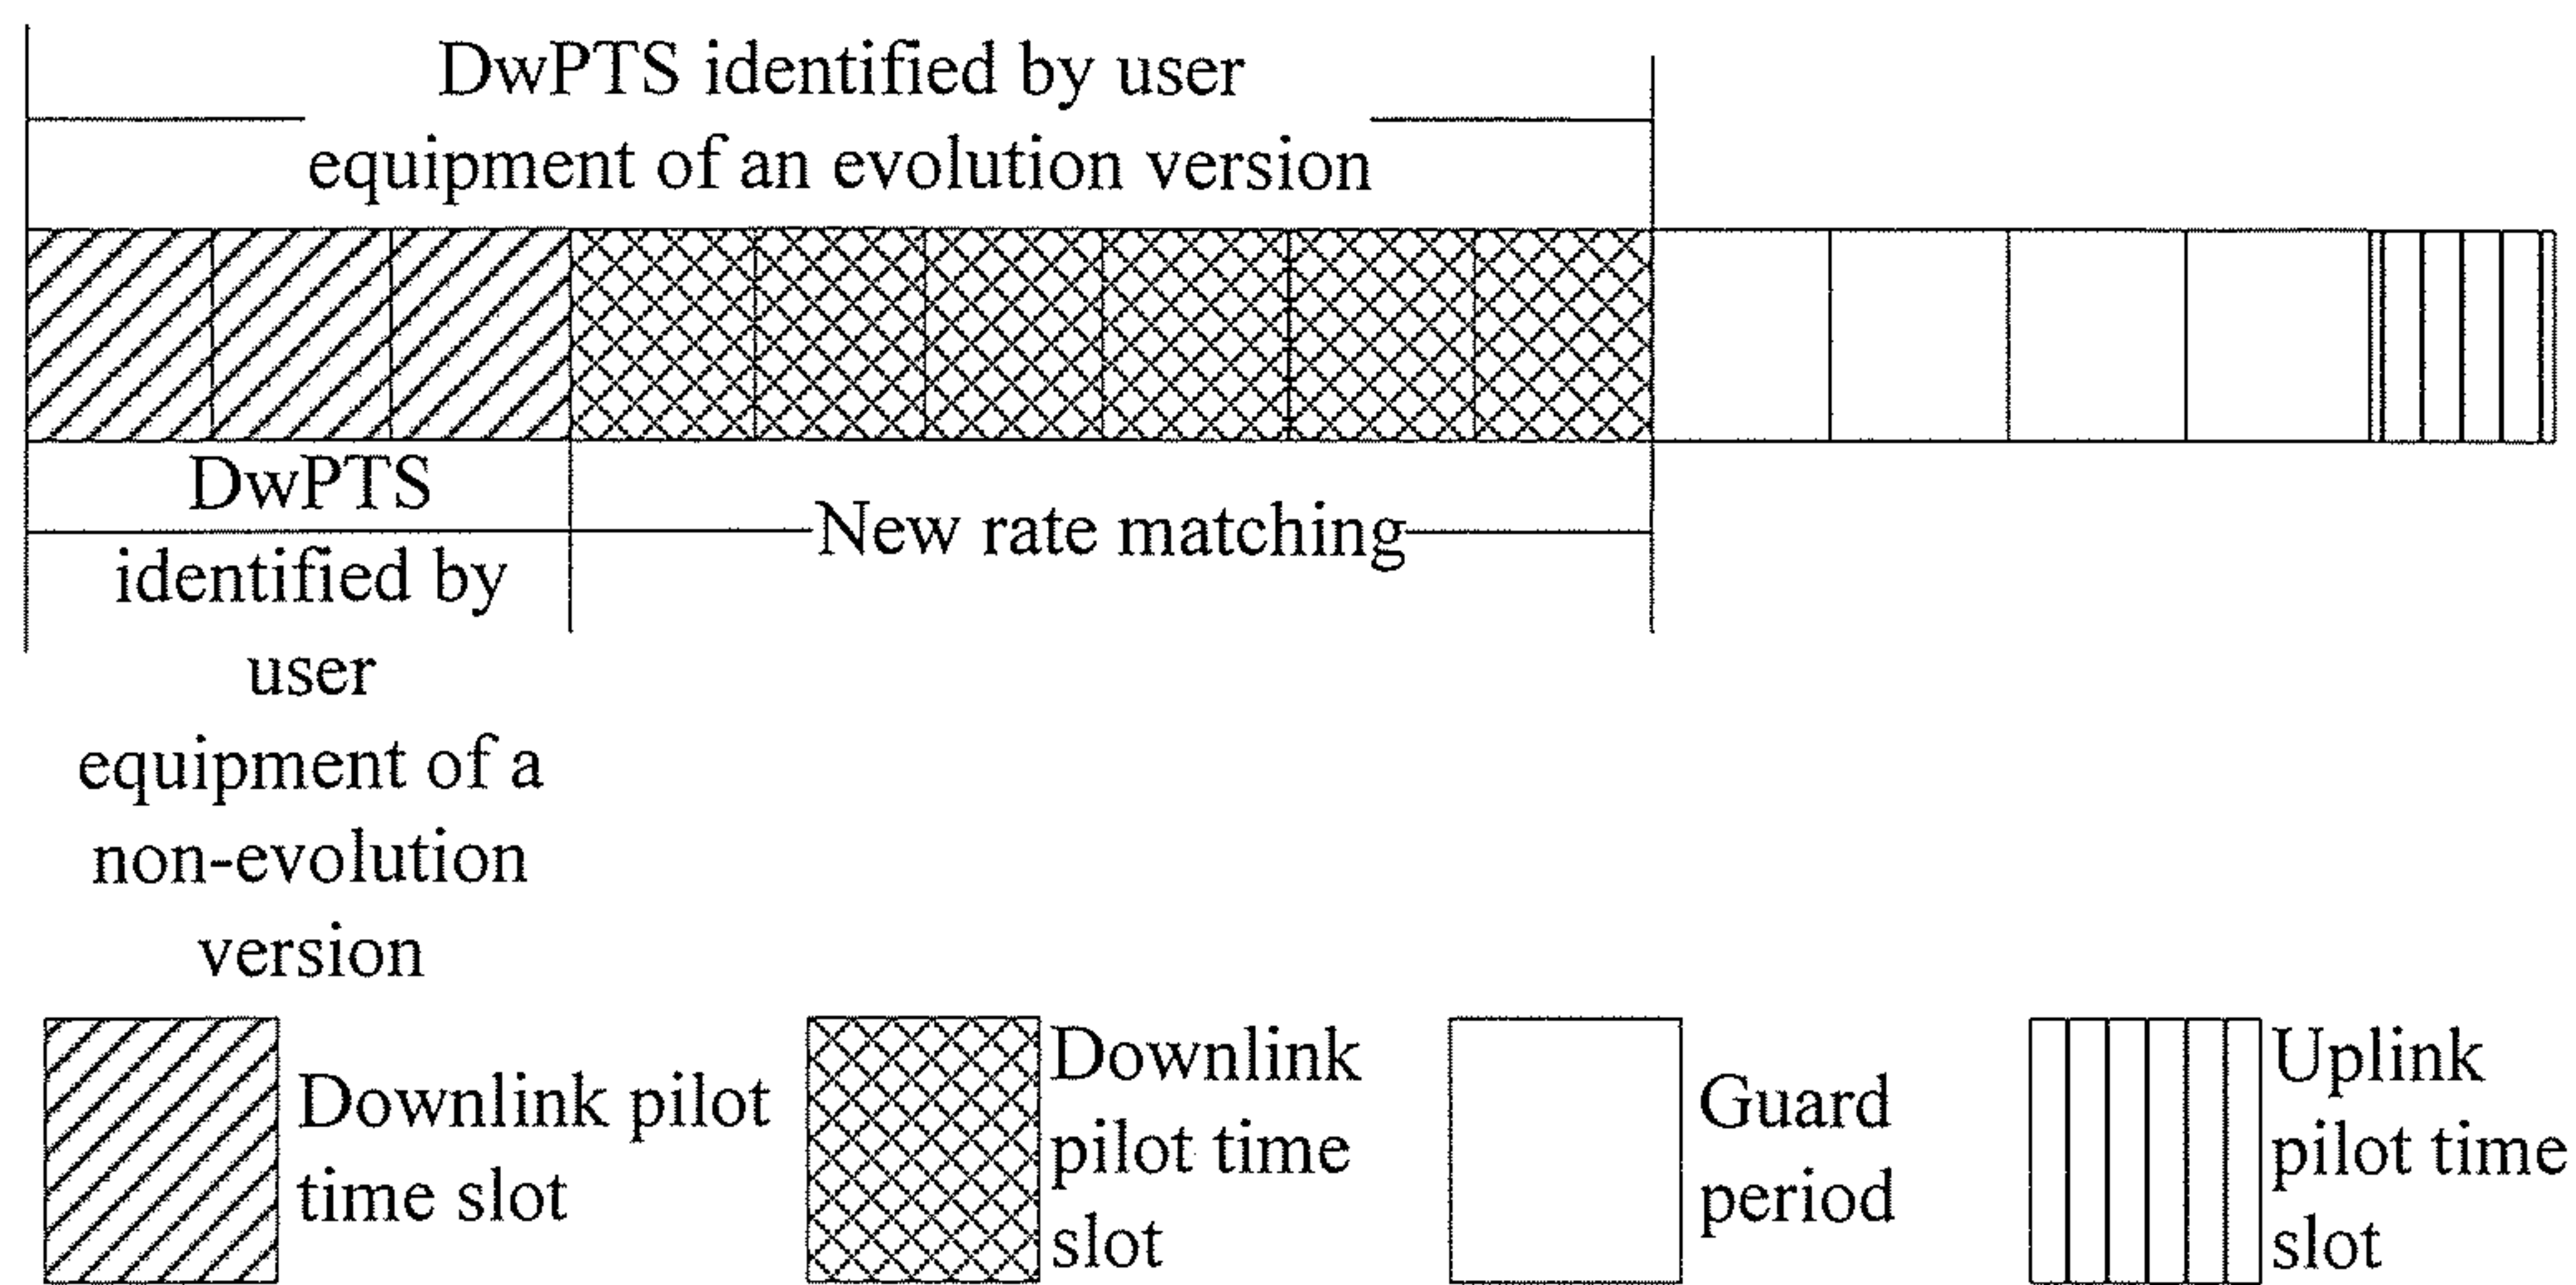 DwPTS identified by user
equipment of an evolution version
DwPTS
identified by
user
equipment of a
non-evolution
version
New rate matching
Downlink pilot
time slot
Downlink
pilot time
slot
Guard
period
Uplink
pilot time
slot